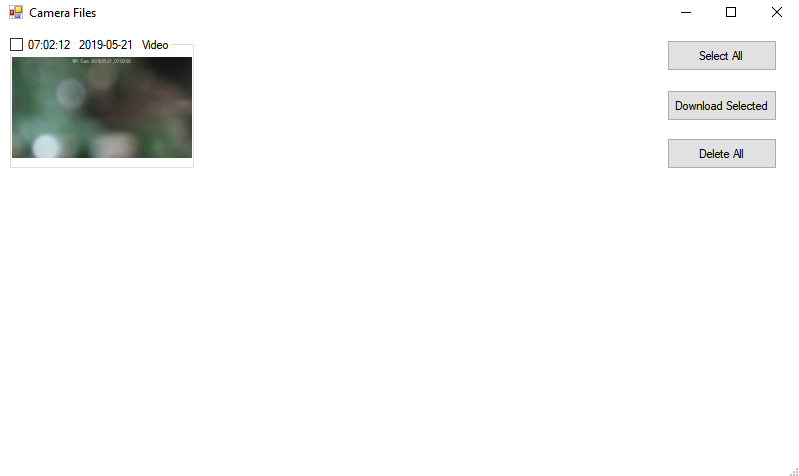 Camera Files
07:02:12 2019-05-21 Video
Select All
Download Selected
Delete All